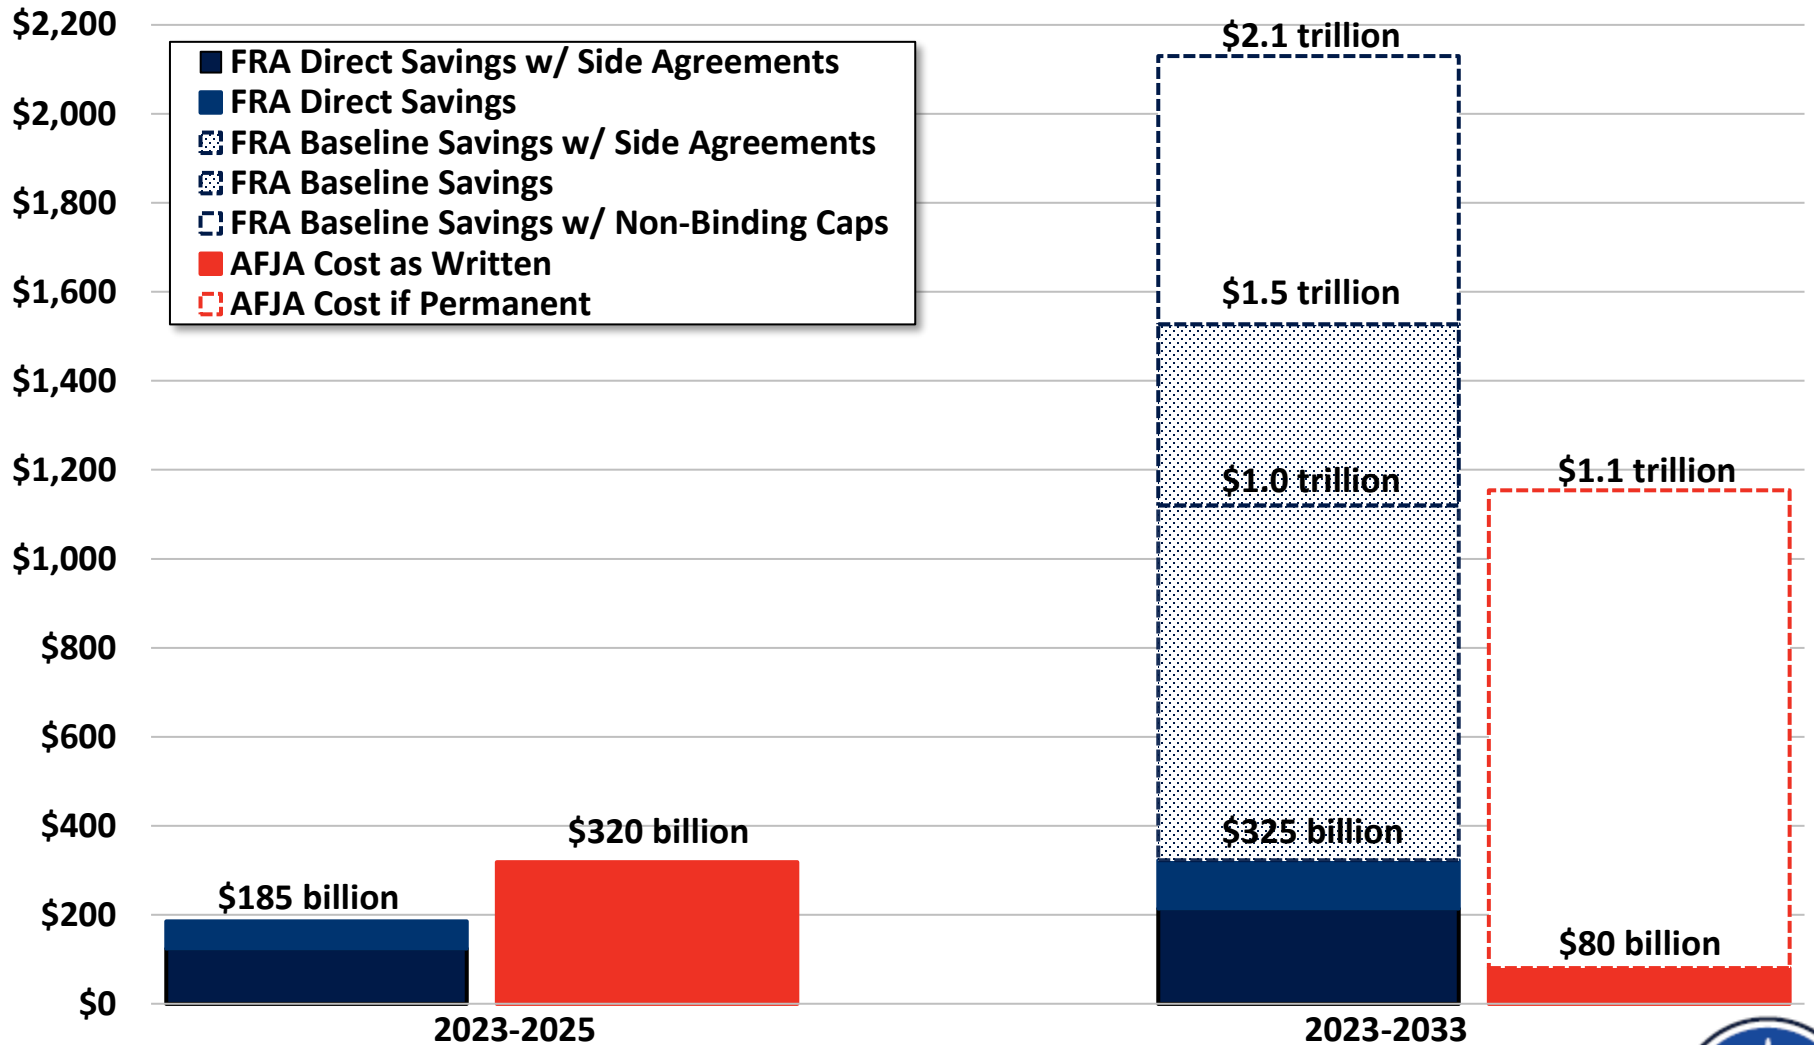 $2,200
$2,000
$1,800
$1,600
$1,400
$1,200
$1,000
$800
$600
$400
$200
$0
FRA Direct Savings w/ Side Agreements
FRA Direct Savings
FRA Baseline Savings w/ Side Agreements
FRA Baseline Savings
FRA Baseline Savings w/ Non-Binding Caps
AFJA Cost as Written
AFJA Cost if Permanent
$185 billion
$320 billion
$2.1 trillion
$1.5 trillion
$1.0 trillion
$325 billion
$1.1 trillion
$80 billion
2023-2025
2023-2033